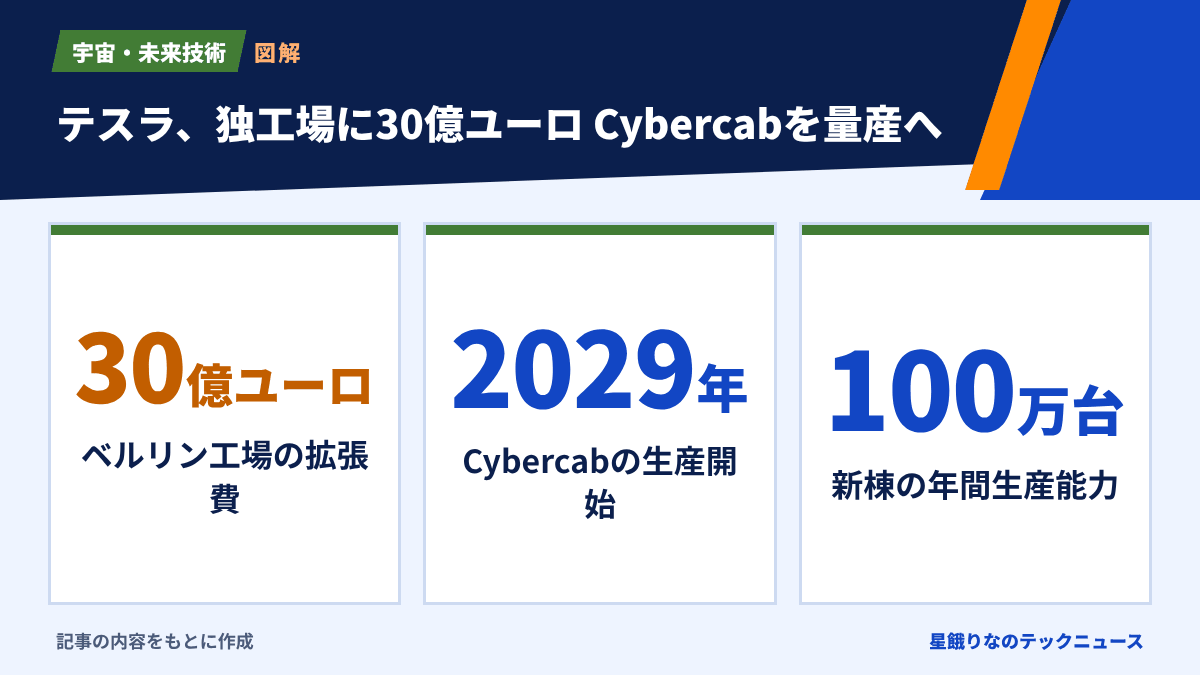 宇宙・未来技術 図解
テスラ、独工場に30億ユーロ Cybercabを量産へ
30億ユーロ
ベルリン工場の拡張
費
2029年
Cybercabの生産開
始
100万台
新棟の年間生産能力
記事の内容をもとに作成
星餓りなのテックニュース